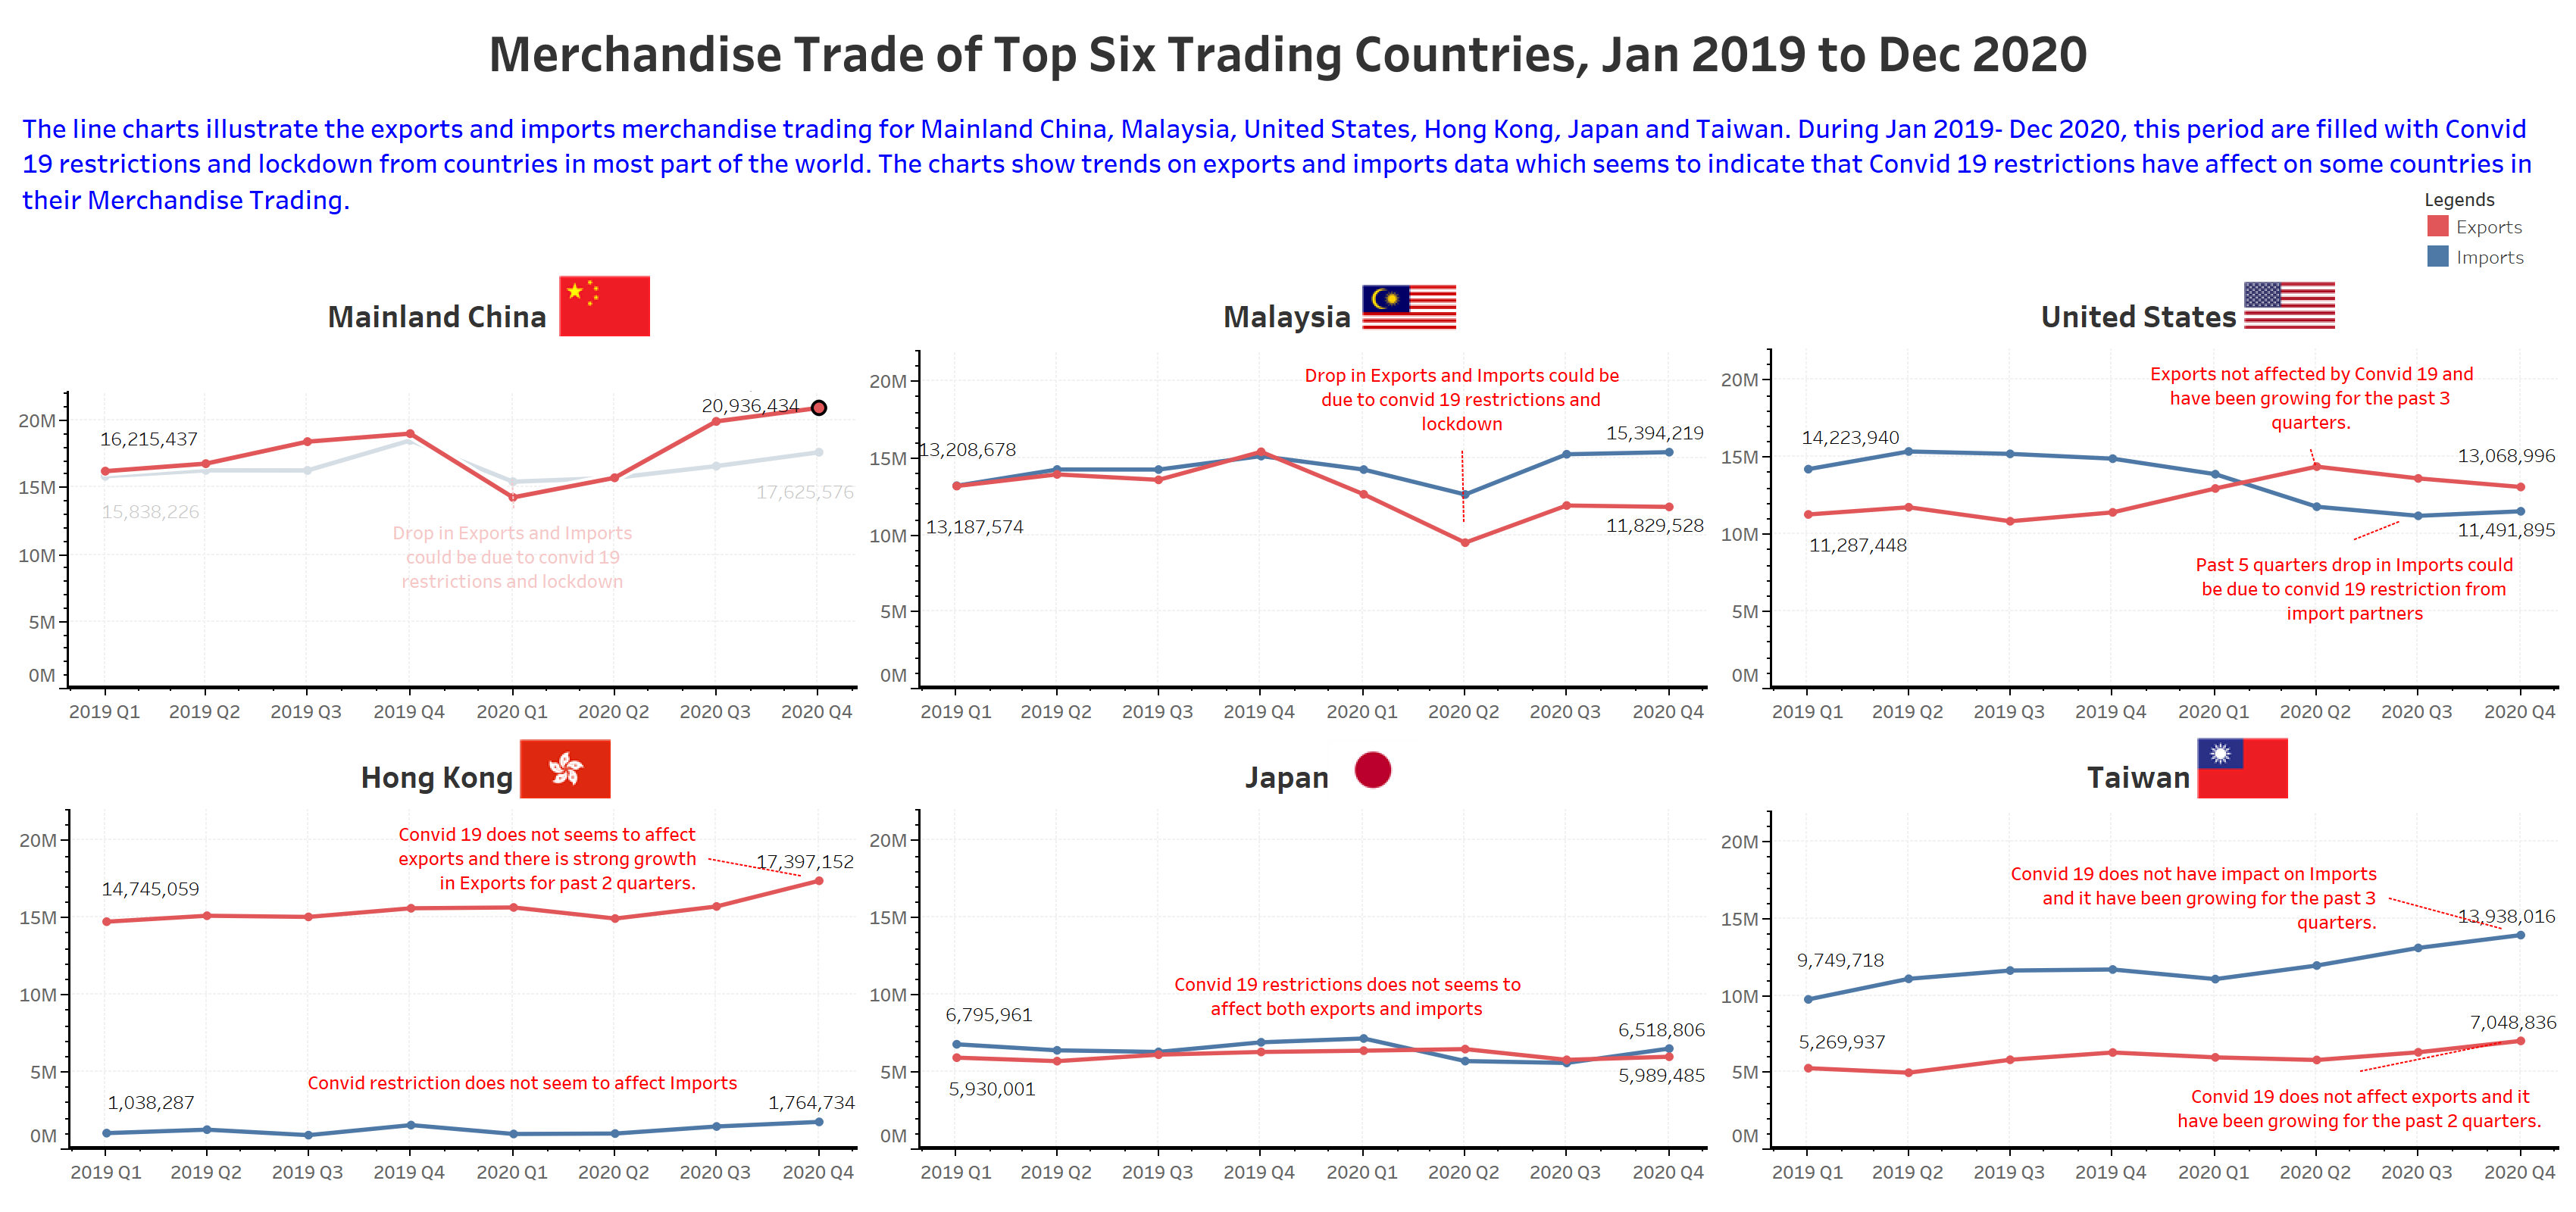 Merchandise Trade of Top Six Trading Countries, Jan 2019 to Dec 2020
The line charts illustrate the exports and imports merchandise trading for Mainland China, Malaysia, United States, Hong Kong, Japan and Taiwan. During Jan 2019- Dec 2020, this period are filled with Convid
19 restrictions and lockdown from countries in most part of the world. The charts show trends on exports and imports data which seems to indicate that Convid 19 restrictions have affect on some countries in
their Merchandise Trading.
Legends
Exports
Imports
Mainland China
20M
15M
10M
5M
0M
16,215,437
15,838,226
20,936,434
17,625,576
Drop in Exports and Imports
could be due to convid 19
restrictions and lockdown
2019 Q1 2019 Q2 2019 Q3 2019 Q4 2020 Q1 2020 Q2 2020 Q3 2020 Q4
Malaysia
20M
15M
10M
5M
0M
Drop in Exports and Imports could be
due to convid 19 restrictions and
lockdown
13,208,678
13,187,574
15,394,219
11,829,528
2019 Q1 2019 Q2 2019 Q3 2019 Q4 2020 Q1 2020 Q2 2020 Q3 2020 Q4
United States
20M
15M
10M
5M
0M
Exports not affected by Convid 19 and
have been growing for the past 3
quarters.
14,223,940
11,287,448
13,068,996
11,491,895
Past 5 quarters drop in Imports could
be due to convid 19 restriction from
import partners
2019 Q1 2019 Q2 2019 Q3 2019 Q4 2020 Q1 2020 Q2 2020 Q3 2020 Q4
Hong Kong
20M
15M
10M
5M
0M
Convid 19 does not seems to affect
exports and there is strong growth
in Exports for past 2 quarters.
14,745,059
17,397,152
Convid restriction does not seem to affect Imports
1,038,287
1,764,734
2019 Q1 2019 Q2 2019 Q3 2019 Q4 2020 Q1 2020 Q2 2020 Q3 2020 Q4
Japan
20M
15M
10M
5M
0M
Convid 19 restrictions does not seems to
affect both exports and imports
6,795,961
5,930,001
6,518,806
5,989,485
2019 Q1 2019 Q2 2019 Q3 2019 Q4 2020 Q1 2020 Q2 2020 Q3 2020 Q4
Taiwan
20M
15M
10M
5M
0M
Convid 19 does not have impact on Imports
and it have been growing for the past 3
quarters.
9,749,718
13,938,016
5,269,937
7,048,836
Convid 19 does not affect exports and it
have been growing for the past 2 quarters.
2019 Q1 2019 Q2 2019 Q3 2019 Q4 2020 Q1 2020 Q2 2020 Q3 2020 Q4